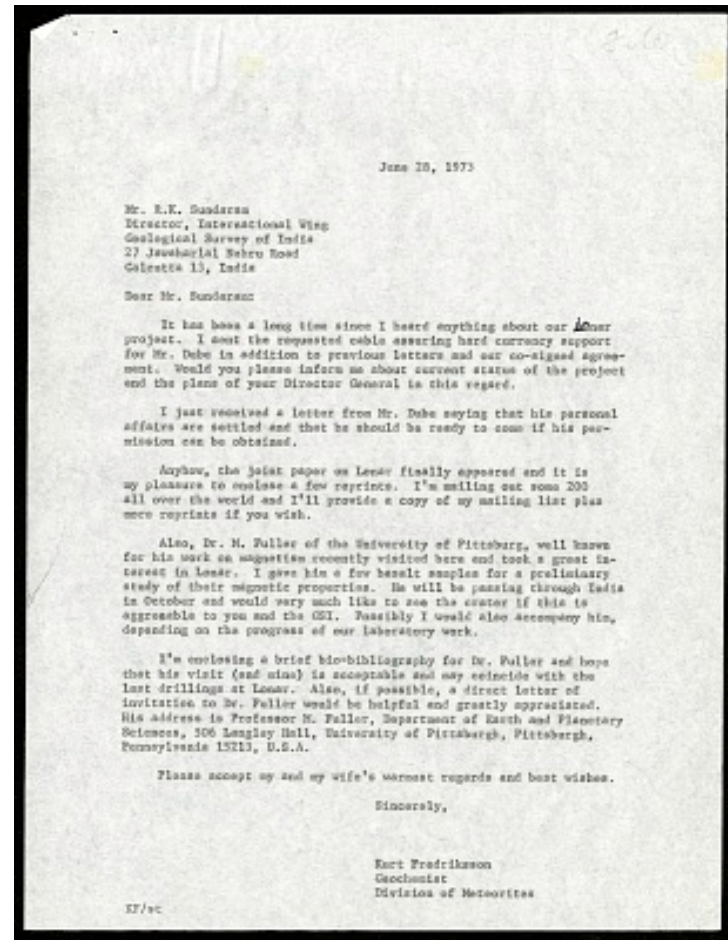 June 28, 1973
Mr. R.K. Sundaram
Director, International Wing
Geological Survey of India
27 Jawaharlal Nehru Road
Calcutta 13, India
Dear Mr. Sundaram:
It has been a long time since I heard anything about our Lonar
project. I sent the requested cable assuring hard currency support
for Mr. Dube in addition to previous letters and our co-signed agree-
ment. Would you please inform me about current status of the project
and the plans of your Director General in this regard.
I just received a letter from Mr. Dube saying that his personal
affairs are settled and that he should be ready to come if his per-
mission can be obtained.
Anyhow, the joint paper on Lonar finally appeared and it is
my pleasure to enclose a few reprints. I'm mailing out some 200
all over the world and I'll provide a copy of my mailing list plus
more reprints if you wish.
Also, Dr. M. Fuller of the University of Pittsburg, well known
for his work on magnetism recently visited here and took a great in-
terest in Lonar. I gave him a few basalt samples for a preliminary
study of their magnetic properties. He will be passing through India
in October and would very much like to see the crater if this is
agreeable to you and the GSI. Possibly I would also accompany him,
depending on the progress of our laboratory work.
I'm enclosing a brief bio-bibliography for Dr. Fuller and hope
that his visit (and mine) is acceptable and may coincide with the
last drillings at Lonar. Also, if possible, a direct letter of
invitation to Dr. Fuller would be helpful and greatly appreciated.
His address is Professor M. Fuller, Department of Earth and Planetary
Sciences, 506 Langley Hall, University of Pittsburgh, Pittsburgh,
Pennsylvania 15213, U.S.A.
Please accept my and my wife's warmest regards and best wishes.
Sincerely,
Kurt Fredriksson
Geochemist
Division of Meteorites
KF/st